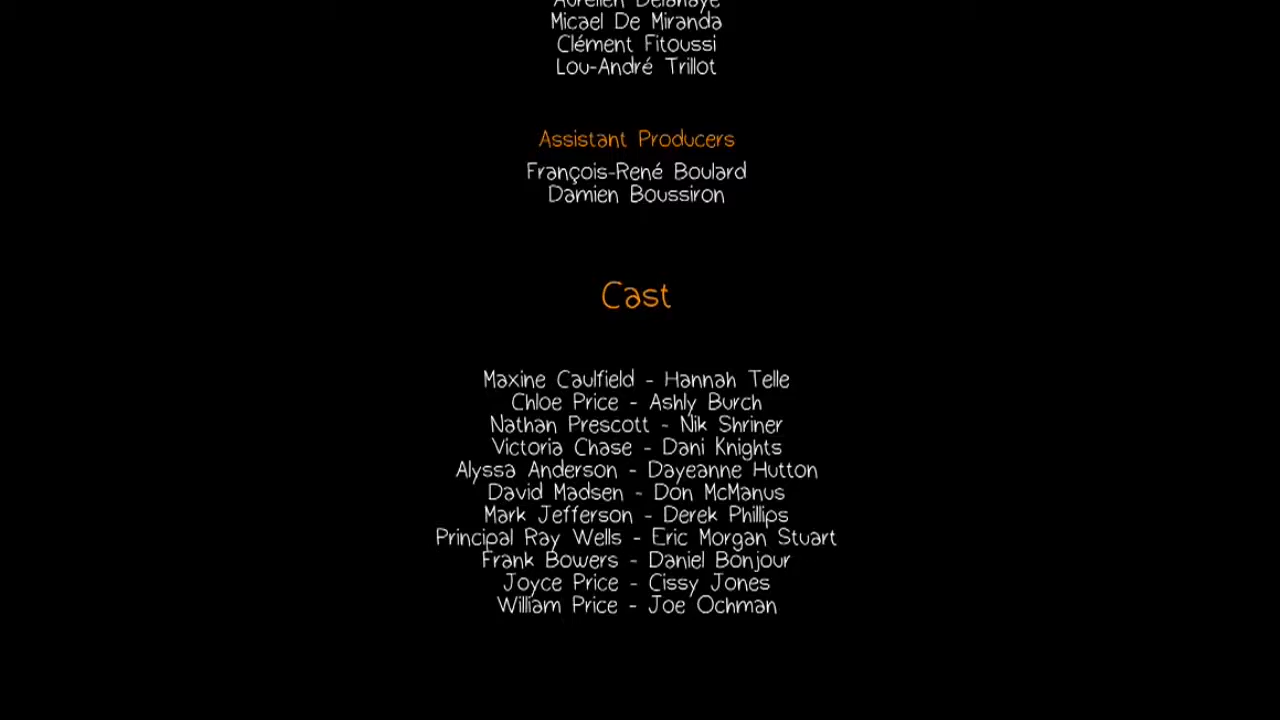 Aurélien Delahaye
Micael De Miranda
Clément Fitoussi
Lou-André Trillot
Assistant Producers
François-René Boulard
Damien Boussiron
Cast
Maxine Caulfield - Hannah Telle
Chloe Price - Ashly Burch
Nathan Prescott - Nik Shriner
Victoria Chase - Dani Knights
Alyssa Anderson - Dayeanne Hutton
David Madsen - Don McManus
Mark Jefferson - Derek Phillips
Principal Ray Wells - Eric Morgan Stuart
Frank Bowers - Daniel Bonjour
Joyce Price - Cissy Jones
William Price - Joe Ochman